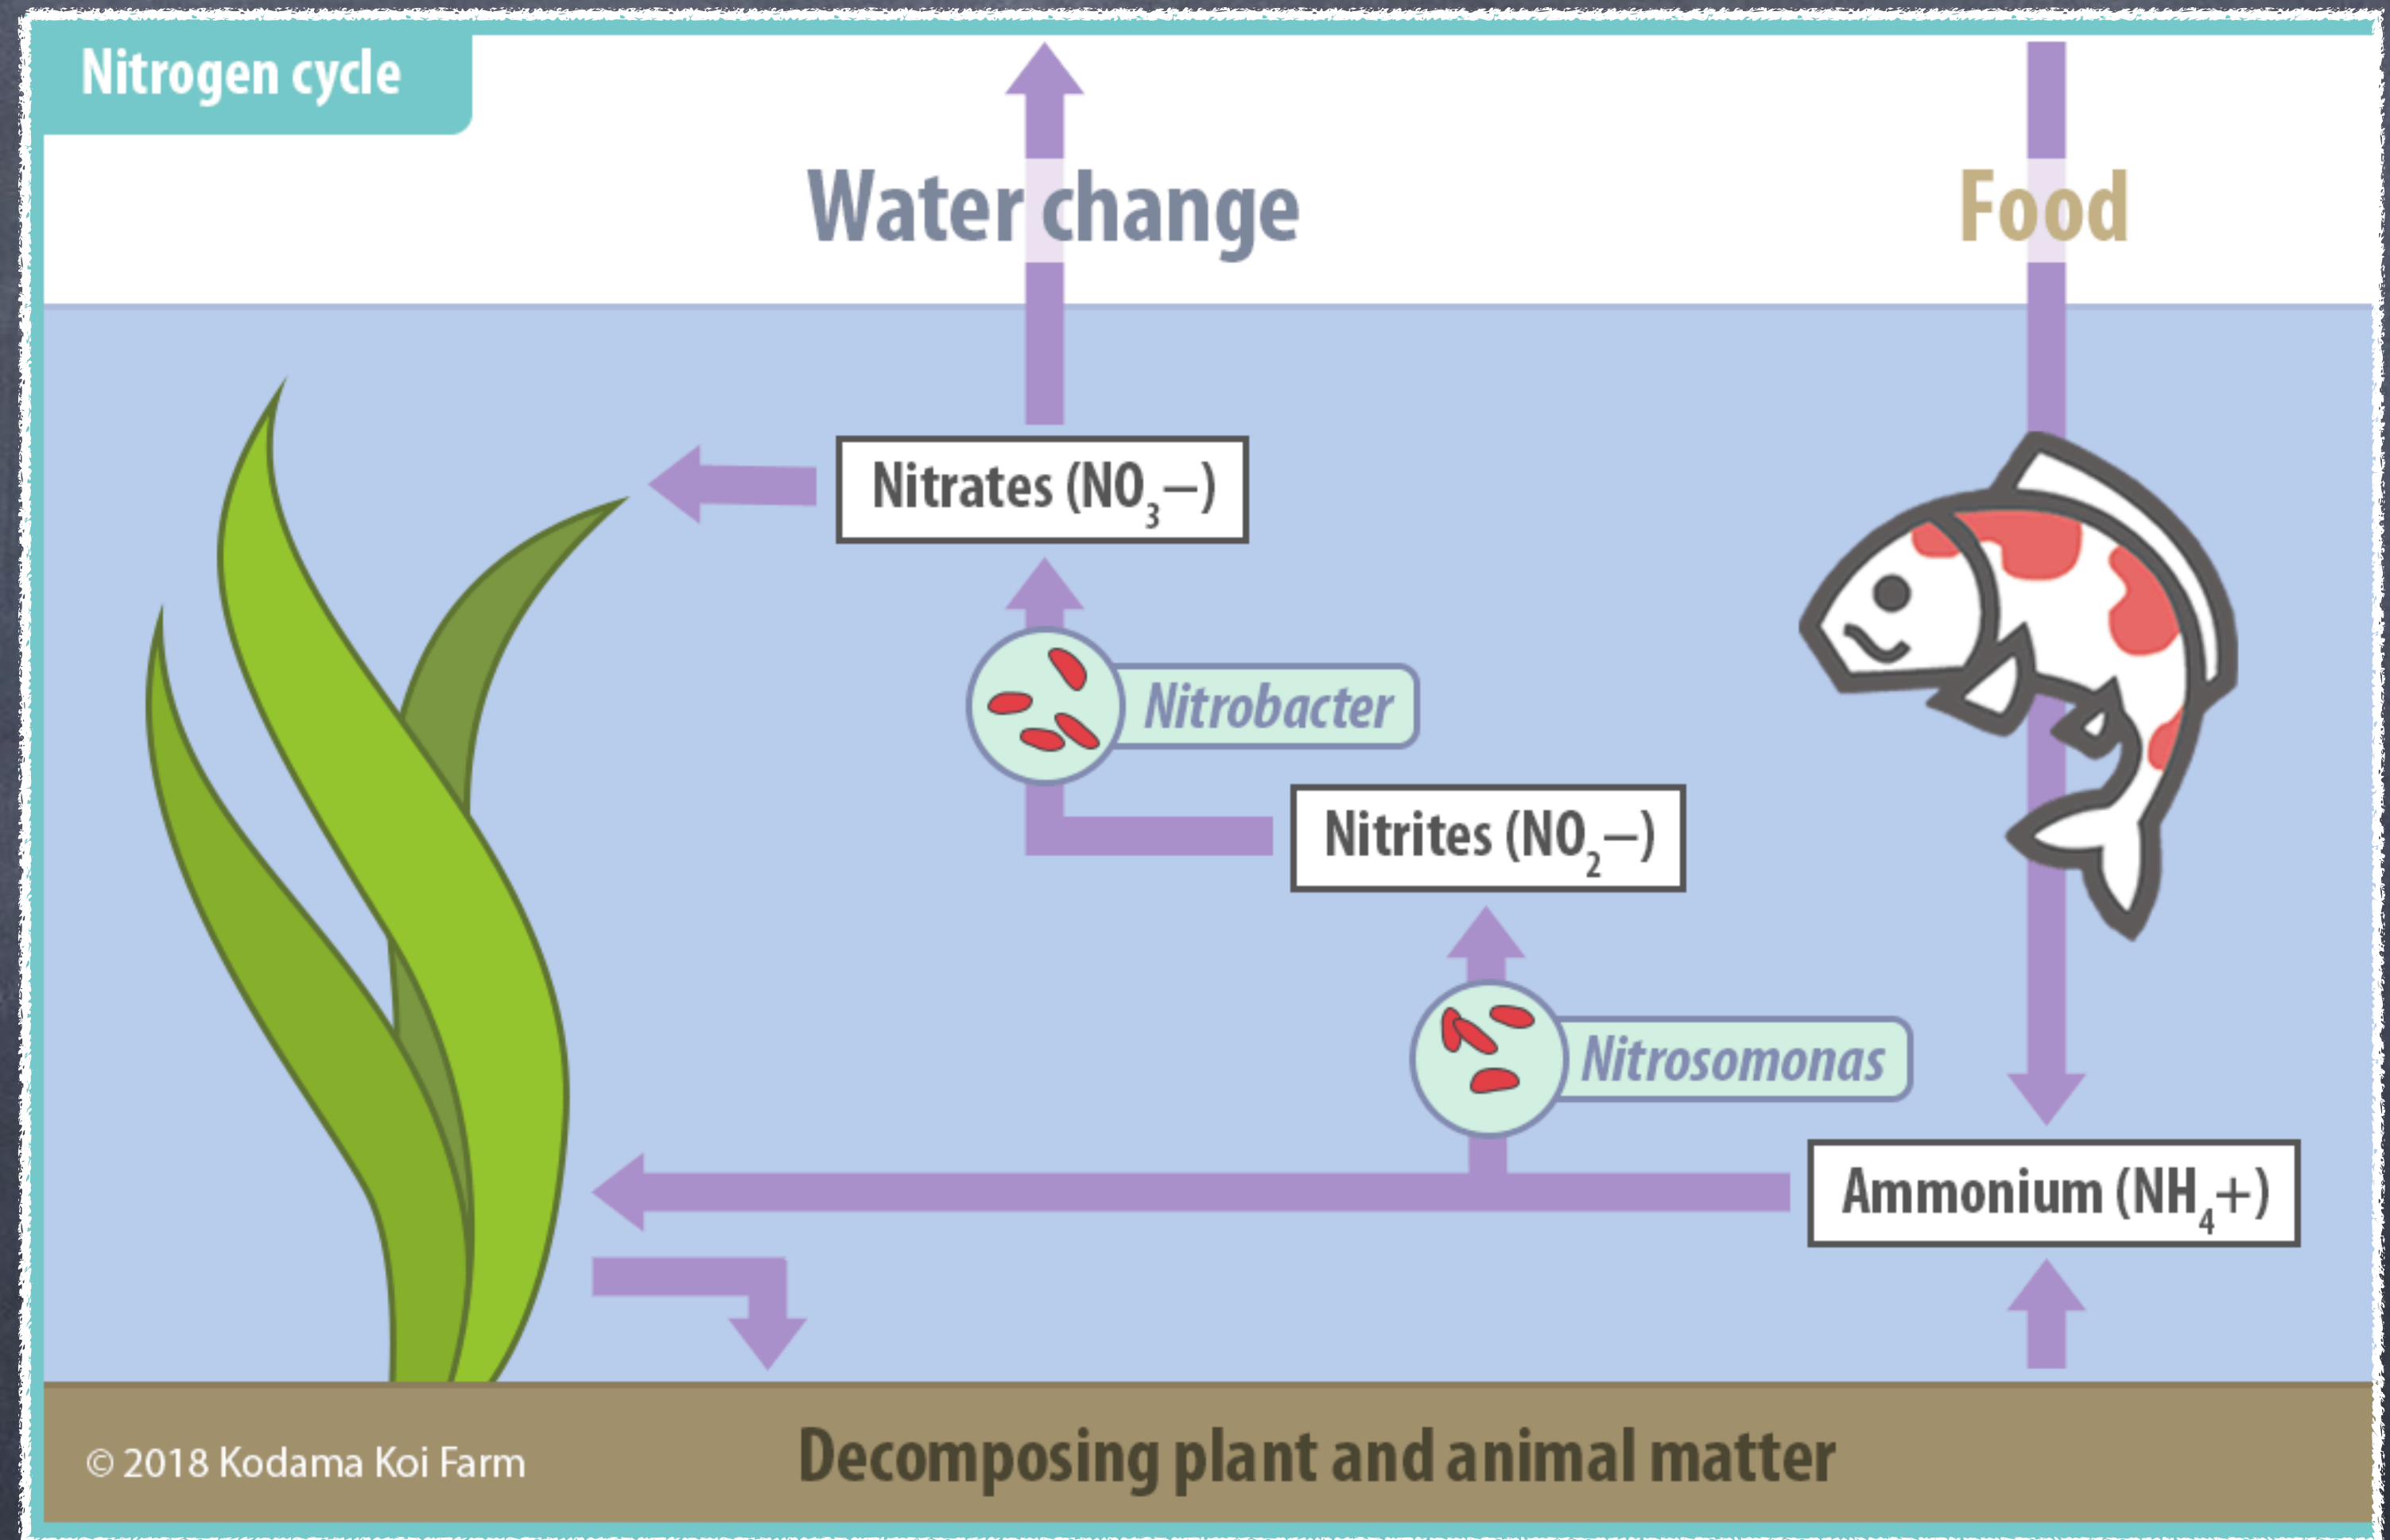 Nitrogen cycle
Water change
Food
Nitrates (NO₃−)
Nitrobacter
Nitrites (NO₂−)
Nitrosomonas
Ammonium (NH₄+)
Decomposing plant and animal matter
© 2018 Kodama Koi Farm